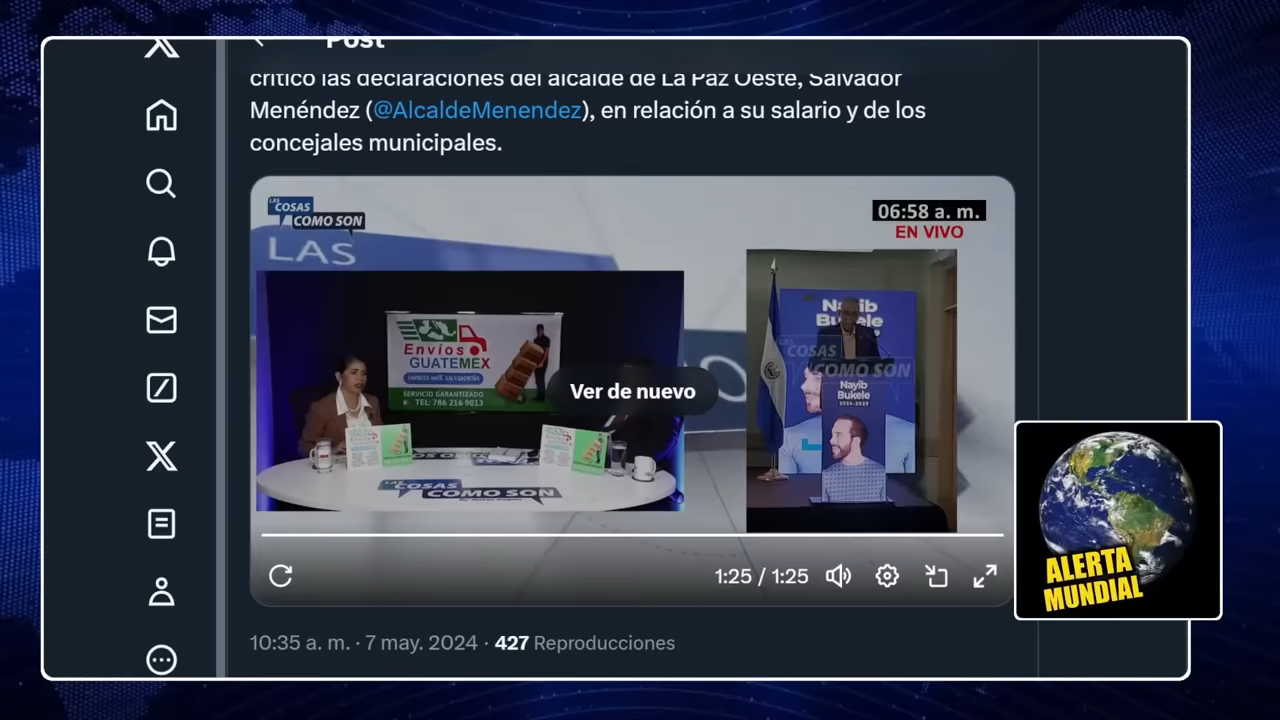 Post
criticó las declaraciones del alcalde de La Paz Oeste, Salvador
Menéndez (@AlcaldeMenendez), en relación a su salario y de los
concejales municipales.
LAS
COSAS
COMO SON
LAS
06:58 a. m.
EN VIVO
Envíos
GUATEMEX
SERVICIO GARANTIZADO
TEL: 786 216 9013
COSAS
COMO SON
Nayib
Bukele
COSAS
COMO SON
Nayib
Bukele
2024-2029
Ver de nuevo
1:25 / 1:25
10:35 a. m. · 7 may. 2024 · 427 Reproducciones
ALERTA
MUNDIAL